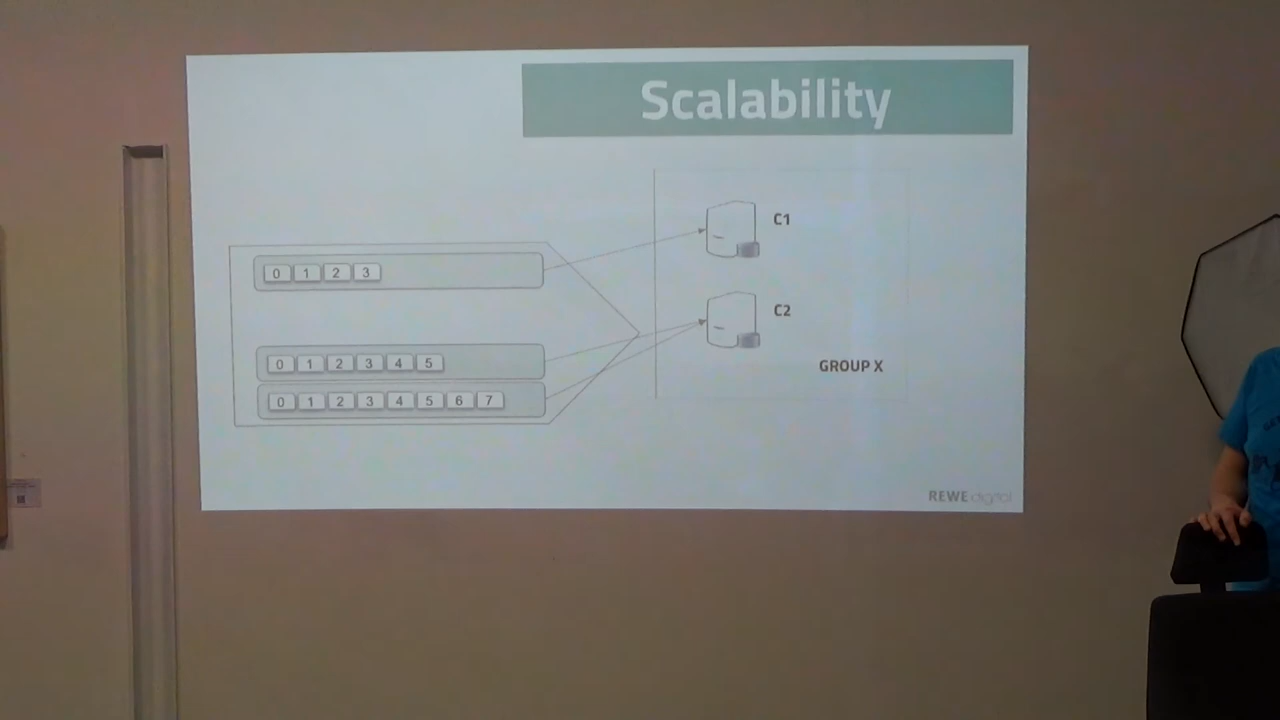 Scalability
C1
0 1 2 3
C2
0 1 2 3 4 5
GROUP X
0 1 2 3 4 5 6 7
REWE digital